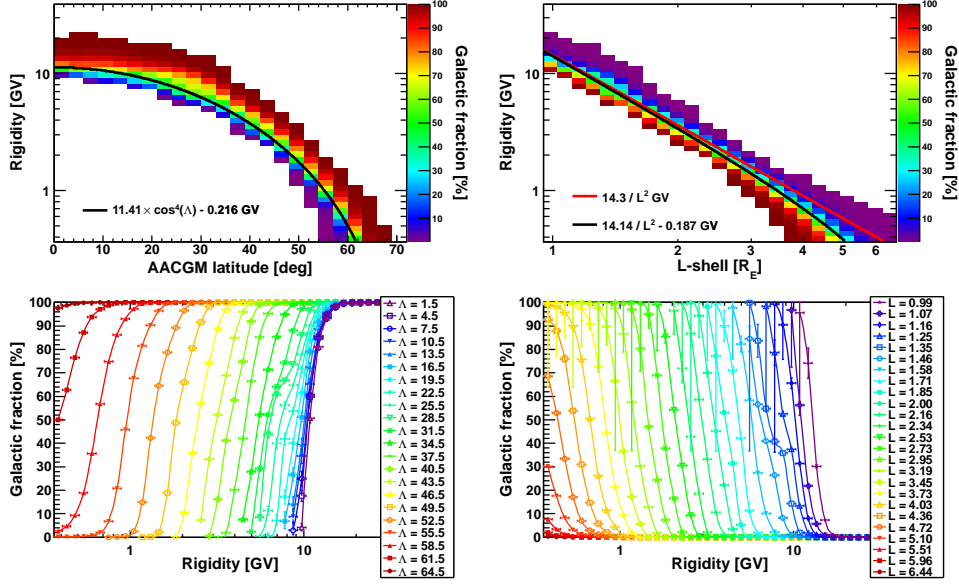 100
90
80
70
60
50
40
30
20
10
Galactic fraction [%]
Rigidity [GV]
10
1
11.41 × cos⁴(Λ) - 0.216 GV
0 10 20 30 40 50 60 70
AACGM latitude [deg]
100
90
80
70
60
50
40
30
20
10
Galactic fraction [%]
Rigidity [GV]
10
1
14.3 / L² GV
14.14 / L² - 0.187 GV
1 2 3 4 5 6
L-shell [R_E]
Galactic fraction [%]
100
90
80
70
60
50
40
30
20
10
0
1 10
Rigidity [GV]
Λ = 1.5
Λ = 4.5
Λ = 7.5
Λ = 10.5
Λ = 13.5
Λ = 16.5
Λ = 19.5
Λ = 22.5
Λ = 25.5
Λ = 28.5
Λ = 31.5
Λ = 34.5
Λ = 37.5
Λ = 40.5
Λ = 43.5
Λ = 46.5
Λ = 49.5
Λ = 52.5
Λ = 55.5
Λ = 58.5
Λ = 61.5
Λ = 64.5
Galactic fraction [%]
100
90
80
70
60
50
40
30
20
10
0
1 10
Rigidity [GV]
L = 0.99
L = 1.07
L = 1.16
L = 1.25
L = 1.35
L = 1.46
L = 1.58
L = 1.71
L = 1.85
L = 2.00
L = 2.16
L = 2.34
L = 2.53
L = 2.73
L = 2.95
L = 3.19
L = 3.45
L = 3.73
L = 4.03
L = 4.36
L = 4.72
L = 5.10
L = 5.51
L = 5.96
L = 6.44